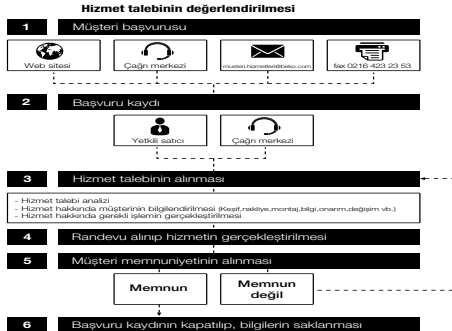 Hizmet talebinin değerlendirilmesi
1 Müşteri başvurusu
Web sitesi
Çağrı merkezi
musteri.hizmetleri@beko.com
fax 0216 423 23 53
2 Başvuru kaydı
Yetkili satıcı
Çağrı merkezi
3 Hizmet talebinin alınması
- Hizmet talebi analizi
- Hizmet hakkında müşterinin bilgilendirilmesi (Keşif,nakliye,montaj,bilgi,onarım,değişim vb.)
- Hizmet hakkında gerekli işlemin gerçekleştirilmesi
4 Randevu alınıp hizmetin gerçekleştirilmesi
5 Müşteri memnuniyetinin alınması
Memnun
Memnun
değil
6 Başvuru kaydının kapatılıp, bilgilerin saklanması